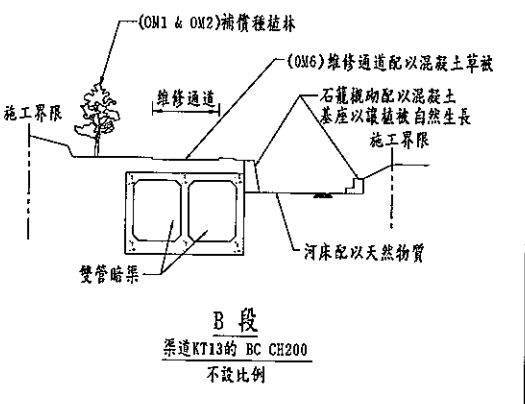 (OM1 & OM2)補償種植林
(OM6)維修通道配以混凝土草被
維修通道
石籠襯砌配以混凝土
基座以讓植被自然生長
施工界限
施工界限
河床配以天然物質
雙管暗渠
B 段
渠道KT13的 BC CH200
不設比例